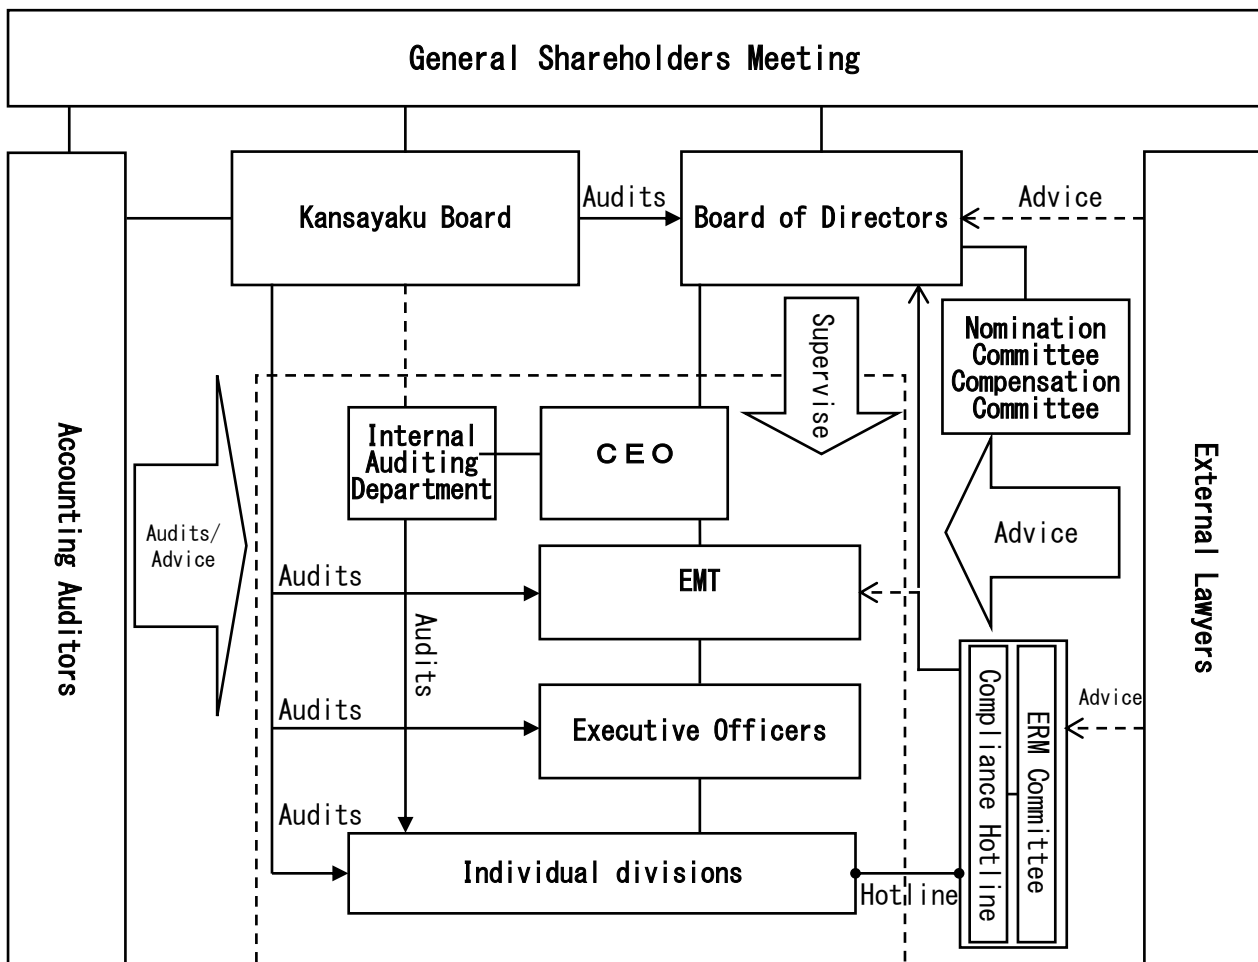 General Shareholders Meeting
Kansayaku Board
Audits
Board of Directors
Advice
Nomination
Committee
Compensation
Committee
Supervise
Accounting Auditors
Audits/
Advice
Internal
Auditing
Department
CEO
Advice
External Lawyers
Audits
EMT
Audits
Audits
Executive Officers
Compliance Hotline
ERM Committee
Advice
Audits
Individual divisions
Hotline